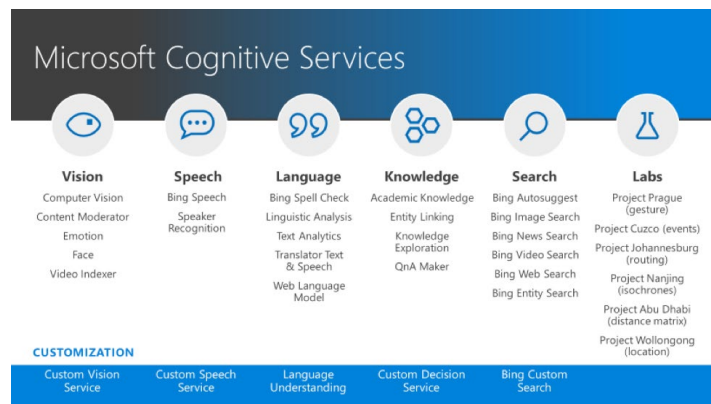 Microsoft Cognitive Services
Vision
Computer Vision
Content Moderator
Emotion
Face
Video Indexer
Speech
Bing Speech
Speaker
Recognition
Language
Bing Spell Check
Linguistic Analysis
Text Analytics
Translator Text
& Speech
Web Language
Model
Knowledge
Academic Knowledge
Entity Linking
Knowledge
Exploration
QnA Maker
Search
Bing Autosuggest
Bing Image Search
Bing News Search
Bing Video Search
Bing Web Search
Bing Entity Search
Labs
Project Prague
(gesture)
Project Cuzco (events)
Project Johannesburg
(routing)
Project Nanjing
(isochrones)
Project Abu Dhabi
(distance matrix)
Project Wollongong
(location)
CUSTOMIZATION
Custom Vision
Service
Custom Speech
Service
Language
Understanding
Custom Decision
Service
Bing Custom
Search